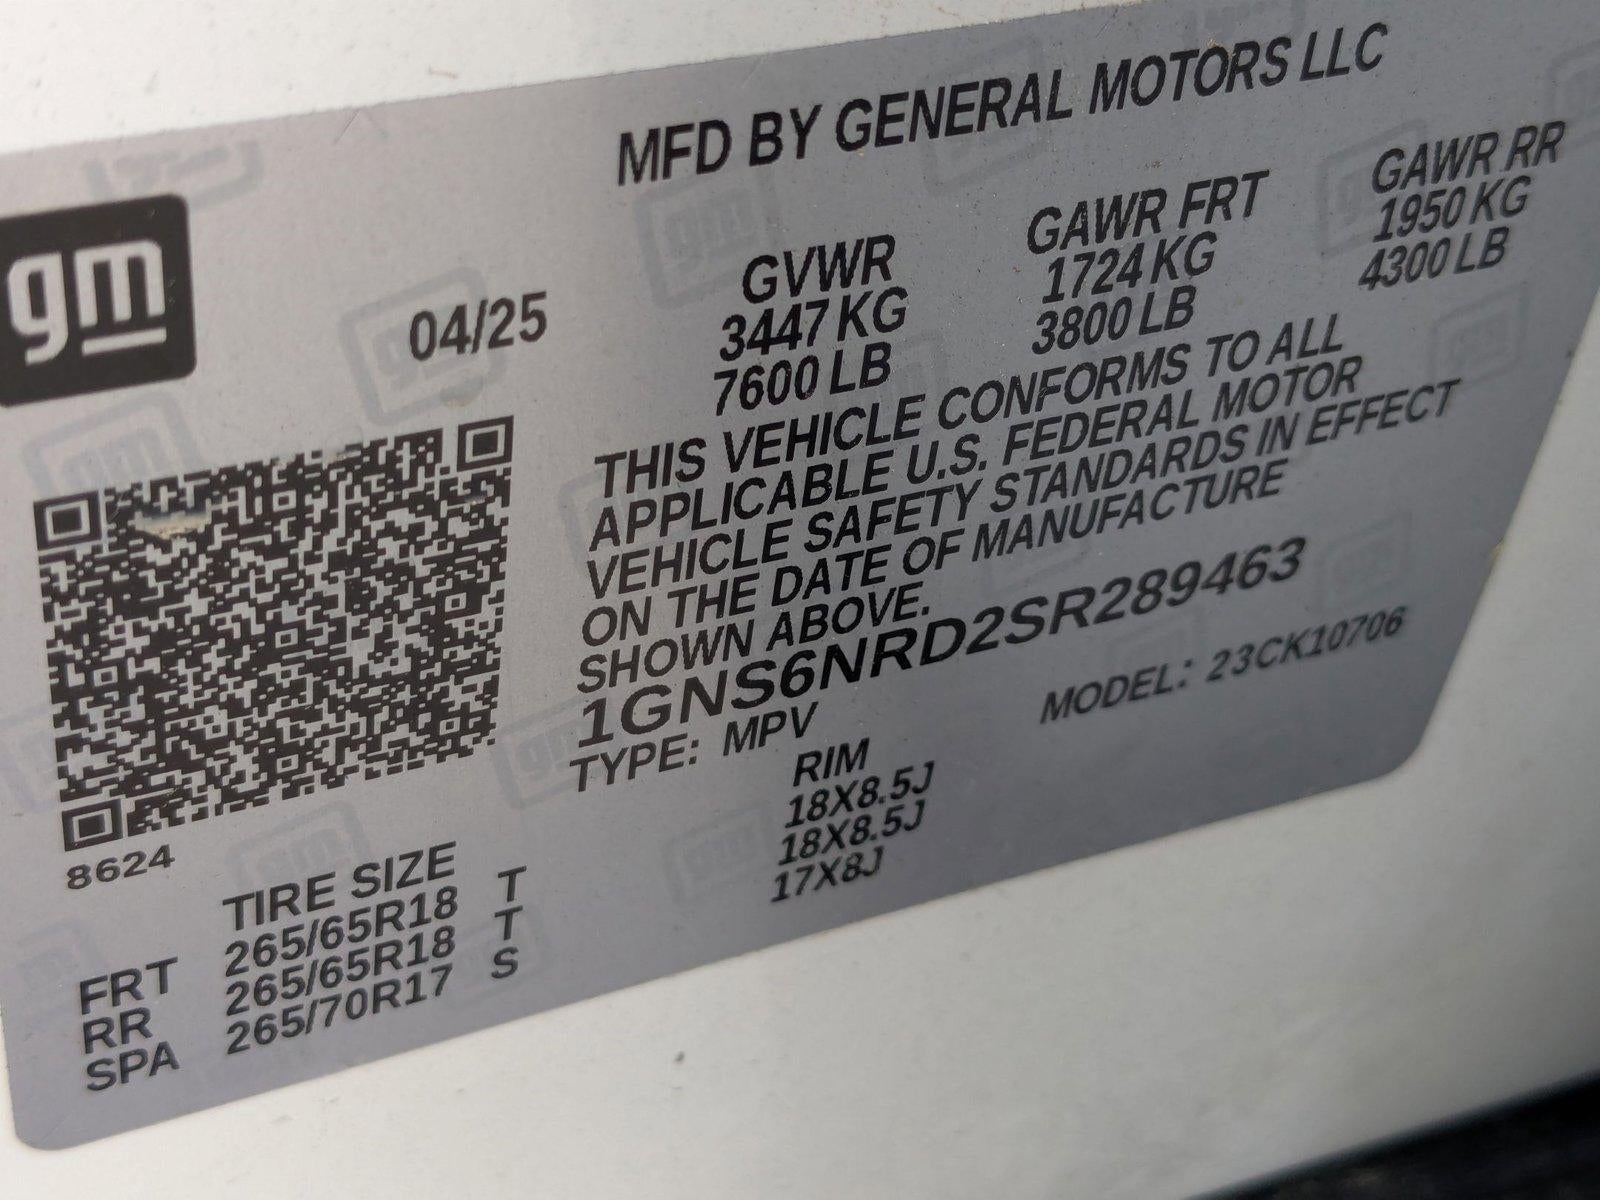 MFD BY GENERAL MOTORS LLC
gm
04/25
GVWR
3447 KG
7600 LB
GAWR FRT
1724 KG
3800 LB
GAWR RR
1950 KG
4300 LB
THIS VEHICLE CONFORMS TO ALL
APPLICABLE U.S. FEDERAL MOTOR
VEHICLE SAFETY STANDARDS IN EFFECT
ON THE DATE OF MANUFACTURE
SHOWN ABOVE.
1GNS6NRD2SR289463
TYPE: MPV
MODEL: 23CK10706
8624
TIRE SIZE
RIM
FRT 265/65R18 T 18X8.5J
RR 265/65R18 T 18X8.5J
SPA 265/70R17 S 17X8J